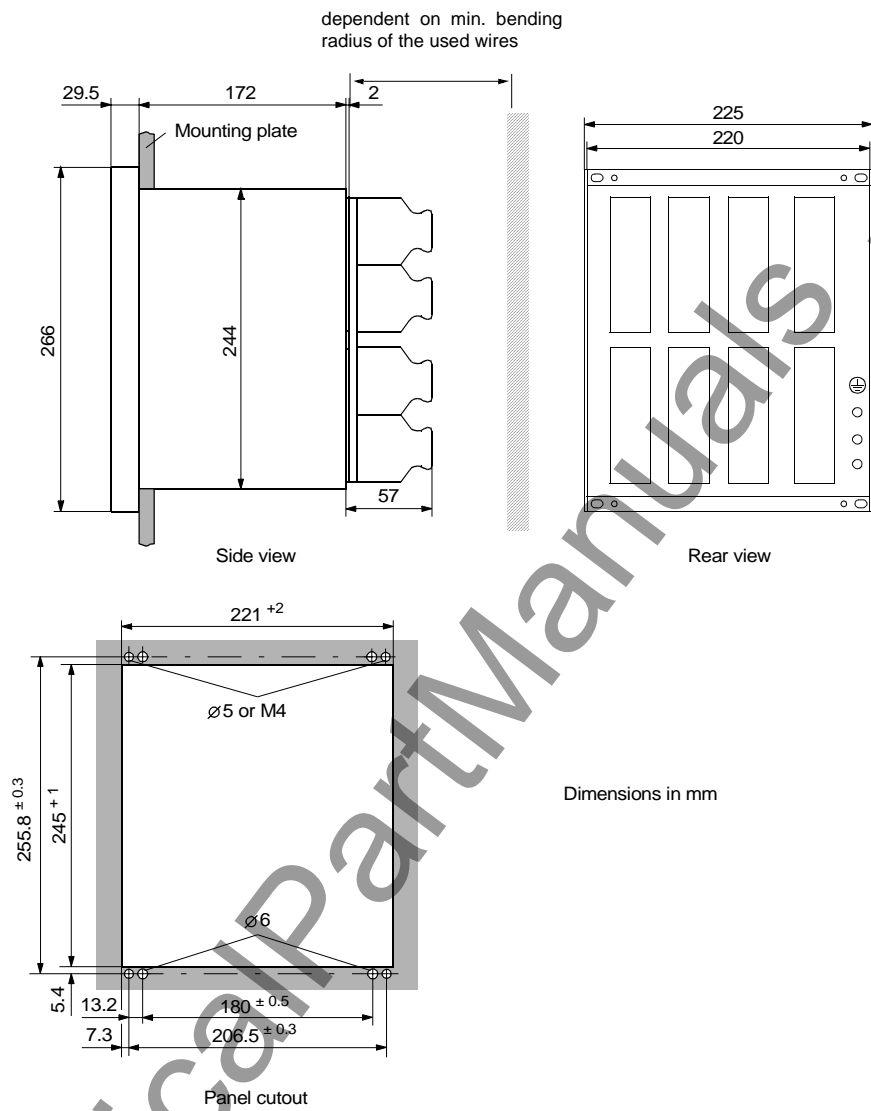 dependent on min. bending
radius of the used wires
29.5
172
2
225
220
Mounting plate
266
244
57
Side view
Rear view
221 +2
⌀5 or M4
255.8 ± 0.3
245 + 1
Dimensions in mm
⌀6
5.4
13.2
180 ± 0.5
7.3
206.5 ± 0.3
Panel cutout
icalPartManuals